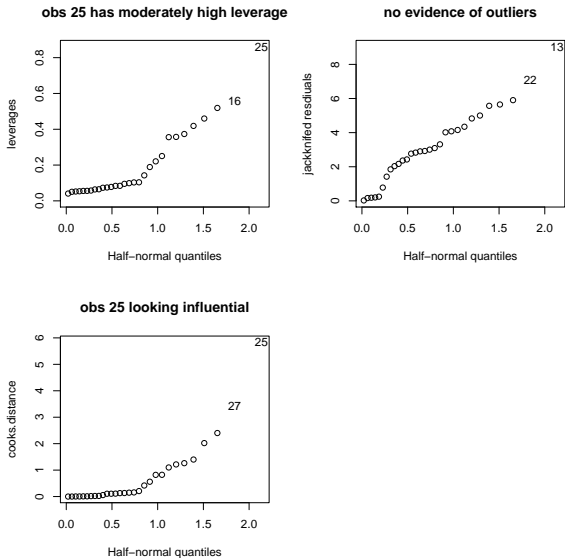 obs 25 has moderately high leverage
leverages
0.0 0.2 0.4 0.6 0.8
25
16
0.0 0.5 1.0 1.5 2.0
Half−normal quantiles
no evidence of outliers
jackknifed resdiuals
0 2 4 6 8
13
22
0.0 0.5 1.0 1.5 2.0
Half−normal quantiles
obs 25 looking influential
cooks.distance
0 1 2 3 4 5 6
25
27
0.0 0.5 1.0 1.5 2.0
Half−normal quantiles